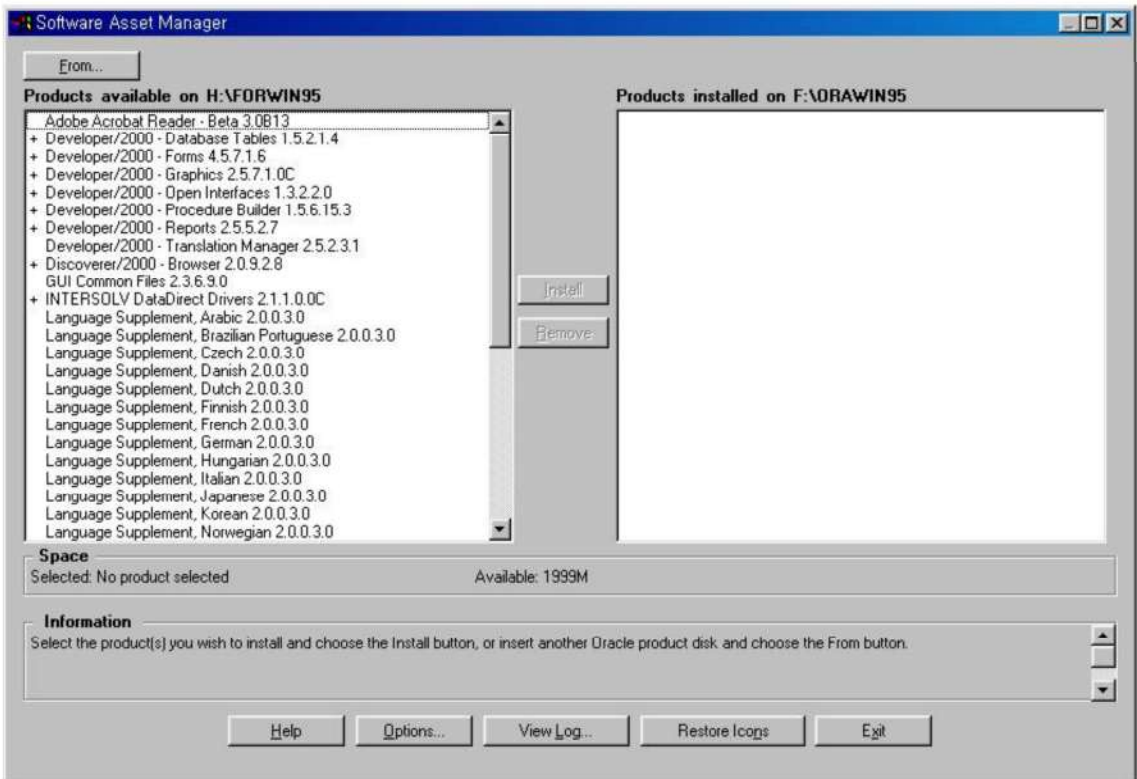 Software Asset Manager
From...
Products available on H:\FORWIN95
Adobe Acrobat Reader - Beta 3.0B13
+ Developer/2000 - Database Tables 1.5.2.1.4
+ Developer/2000 - Forms 4.5.7.1.6
+ Developer/2000 - Graphics 2.5.7.1.0C
+ Developer/2000 - Open Interfaces 1.3.2.2.0
+ Developer/2000 - Procedure Builder 1.5.6.15.3
+ Developer/2000 - Reports 2.5.5.2.7
Developer/2000 - Translation Manager 2.5.2.3.1
+ Discoverer/2000 - Browser 2.0.9.2.8
GUI Common Files 2.3.6.9.0
+ INTERSOLV DataDirect Drivers 2.1.1.0.0C
Language Supplement, Arabic 2.0.0.3.0
Language Supplement, Brazilian Portuguese 2.0.0.3.0
Language Supplement, Czech 2.0.0.3.0
Language Supplement, Danish 2.0.0.3.0
Language Supplement, Dutch 2.0.0.3.0
Language Supplement, Finnish 2.0.0.3.0
Language Supplement, French 2.0.0.3.0
Language Supplement, German 2.0.0.3.0
Language Supplement, Hungarian 2.0.0.3.0
Language Supplement, Italian 2.0.0.3.0
Language Supplement, Japanese 2.0.0.3.0
Language Supplement, Korean 2.0.0.3.0
Language Supplement, Norwegian 2.0.0.3.0
Install
Remove
Products installed on F:\ORAWIN95
Space
Selected: No product selected
Available: 1999M
Information
Select the product(s) you wish to install and choose the Install button, or insert another Oracle product disk and choose the From button.
Help
Options...
View Log...
Restore Icons
Exit